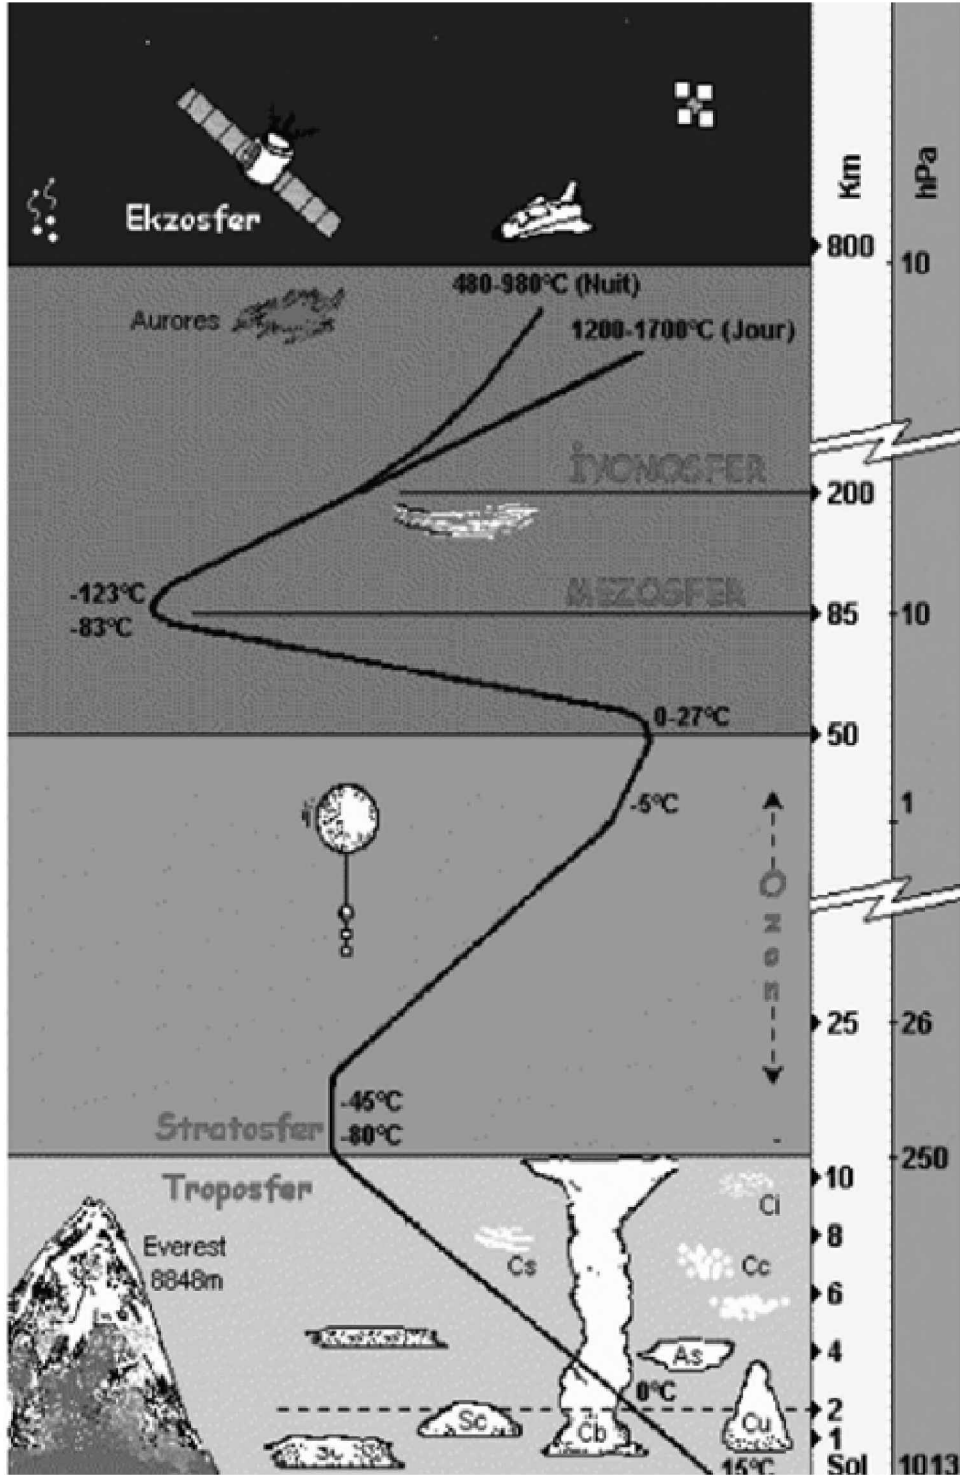 Km
hPa
Ekzosfer
800
10
480-980°C (Nuit)
Aurores
1200-1700°C (Jour)
İYONOSFER
200
-123°C
MEZOSFER
85
10
-83°C
0-27°C
50
-5°C
1
Ozon
25
26
-45°C
Stratosfer
-80°C
250
Troposfer
10
Ci
Everest
8848m
8
Cs
Cc
6
4
As
0°C
2
Sc
Cu
Cb
1
15°C
Sol
1013